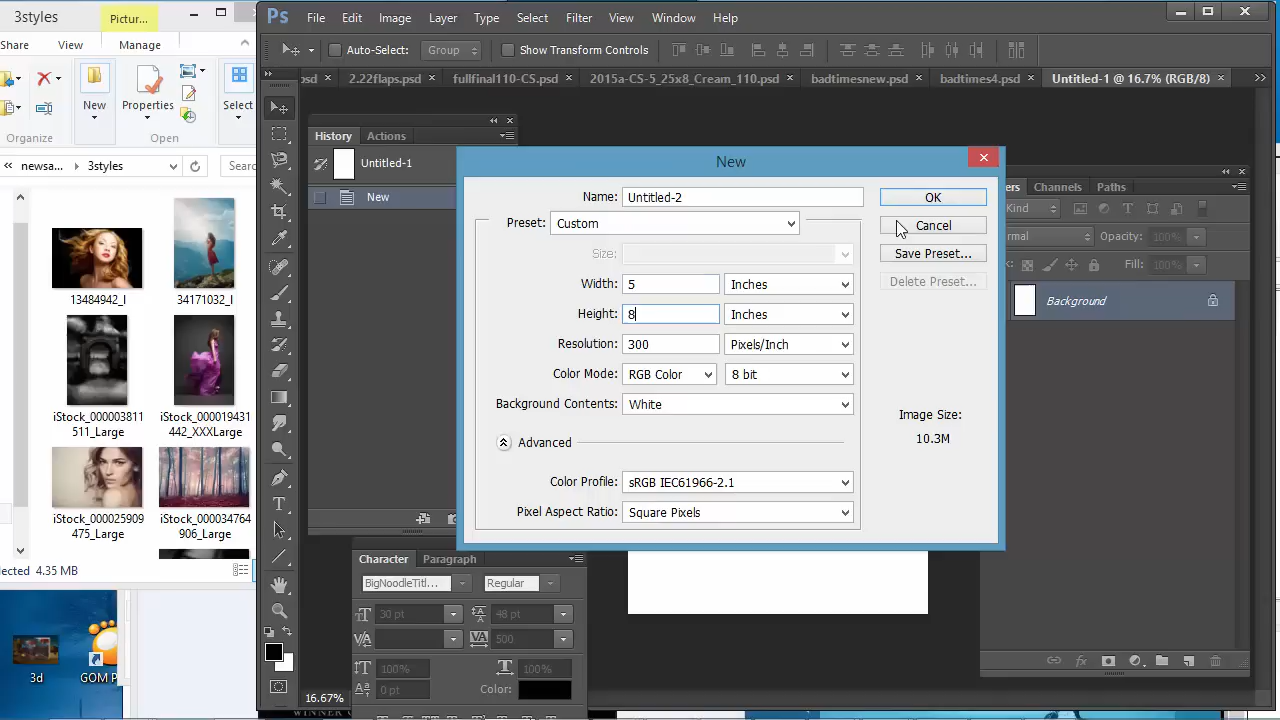 3styles
Pictur...
Share
View
Manage
New
Properties
Select
Organize
Open
« newsa...
3styles
Searc
13484942_l
34171032_l
iStock_000003811
511_Large
iStock_000019431
442_XXXLarge
iStock_000025909
475_Large
iStock_000034764
906_Large
elected 4.35 MB
3d
GOM P
Ps
File
Edit
Image
Layer
Type
Select
Filter
View
Window
Help
Auto-Select:
Group
Show Transform Controls
psd ×
2.22flaps.psd ×
fullfinal110-CS.psd ×
2015a-CS-5_25x8_Cream_110.psd ×
badtimesnew.psd ×
badtimes4.psd ×
Untitled-1 @ 16.7% (RGB/8) ×
History
Actions
Untitled-1
New
New
Name:
Untitled-2
OK
Preset:
Custom
Cancel
Size:
Save Preset...
Width:
5
Inches
Delete Preset...
Height:
8
Inches
Resolution:
300
Pixels/Inch
Color Mode:
RGB Color
8 bit
Background Contents:
White
Image Size:
10.3M
Advanced
Color Profile:
sRGB IEC61966-2.1
Pixel Aspect Ratio:
Square Pixels
ers
Channels
Paths
Kind
rmal
Opacity:
100%
Fill:
100%
Background
Character
Paragraph
BigNoodleTitl...
Regular
30 pt
48 pt
500
100%
100%
0 pt
Color:
16.67%
WINNER